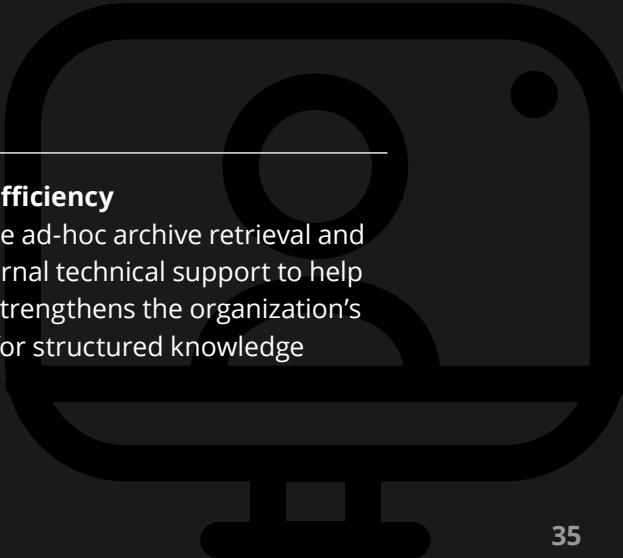 fficiency
e ad-hoc archive retrieval and
rnal technical support to help
trengthens the organization's
or structured knowledge
35